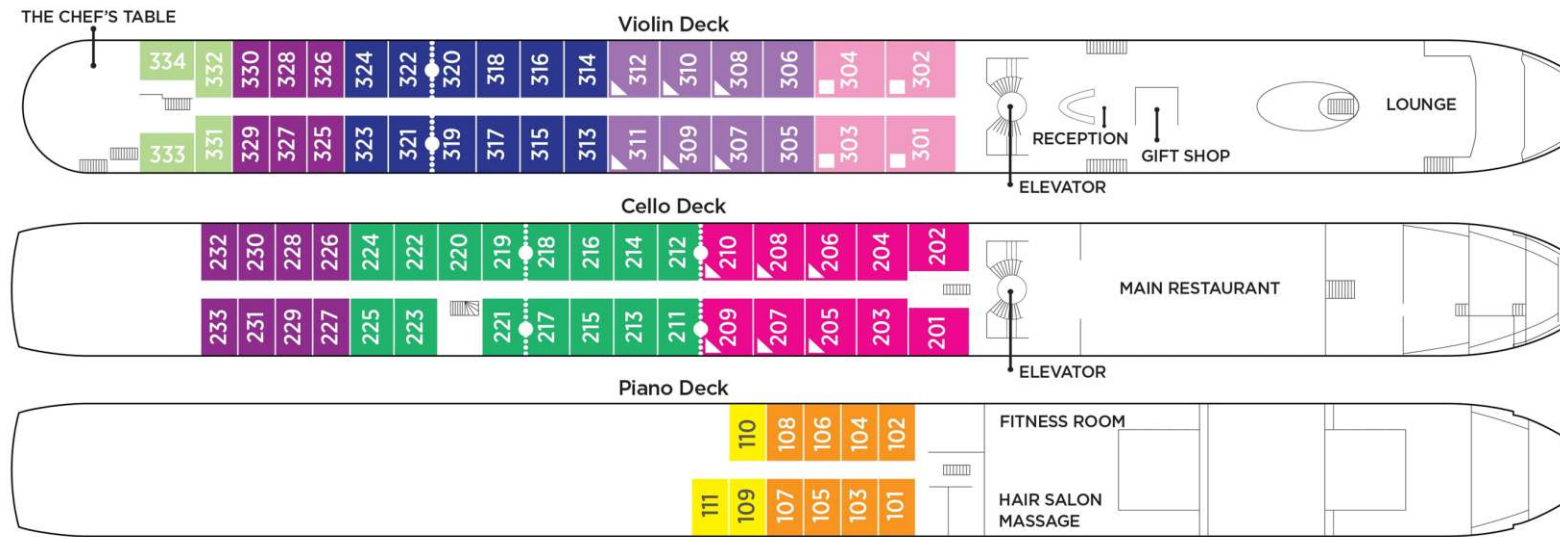 THE CHEF'S TABLE
Violin Deck
334 332 330 328 326 324 322 320 318 316 314 312 310 308 306 304 302
LOUNGE
333 331 329 327 325 323 321 319 317 315 313 311 309 307 305 303 301
RECEPTION
GIFT SHOP
ELEVATOR
Cello Deck
232 230 228 226 224 222 220 219 218 216 214 212 210 208 206 204 202
MAIN RESTAURANT
233 231 229 227 225 223 221 217 215 213 211 209 207 205 203 201
ELEVATOR
Piano Deck
110 108 106 104 102
FITNESS ROOM
111 109 107 105 103 101
HAIR SALON
MASSAGE